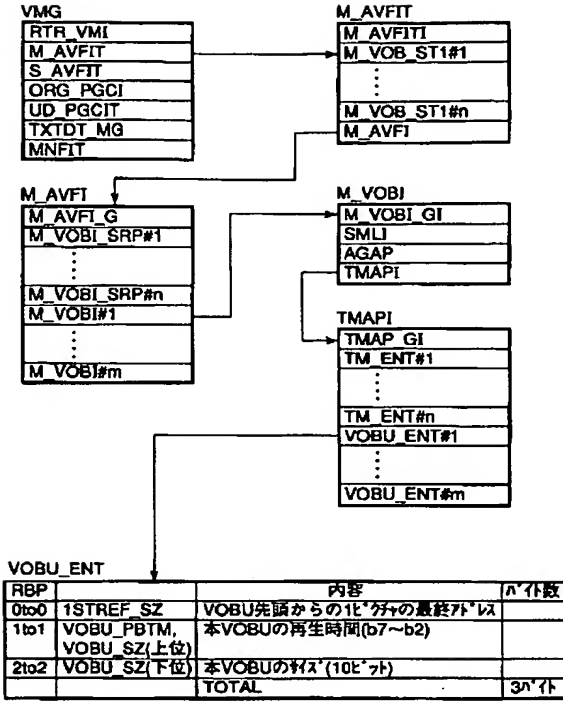 VMG
RTR_VMI
M_AVFIT
S_AVFIT
ORG_PGCI
UD_PGCIT
TXTDT_MG
MNFIT
M_AVFIT
M_AVFITI
M_VOB_ST1#1
M_VOB_ST1#n
M_AVFI
M_AVFI
M_AVFI_G
M_VOBI_SRP#1
M_VOBI_SRP#n
M_VOBI#1
M_VOBI#m
M_VOBI
M_VOBI_GI
SMLI
AGAP
TMAPI
TMAPI
TMAP_GI
TM_ENT#1
TM_ENT#n
VOBU_ENT#1
VOBU_ENT#m
VOBU_ENT
RBP 内容 ﾊﾞｲﾄ数
0to0 1STREF_SZ VOBU先頭からの1ﾋﾟｸﾁｬの最終ｱﾄﾞﾚｽ
1to1 VOBU_PBTM, 本VOBUの再生時間(b7～b2)
VOBU_SZ(上位)
2to2 VOBU_SZ(下位) 本VOBUのｻｲｽﾞ(10ﾋﾞｯﾄ)
TOTAL 3ﾊﾞｲﾄ